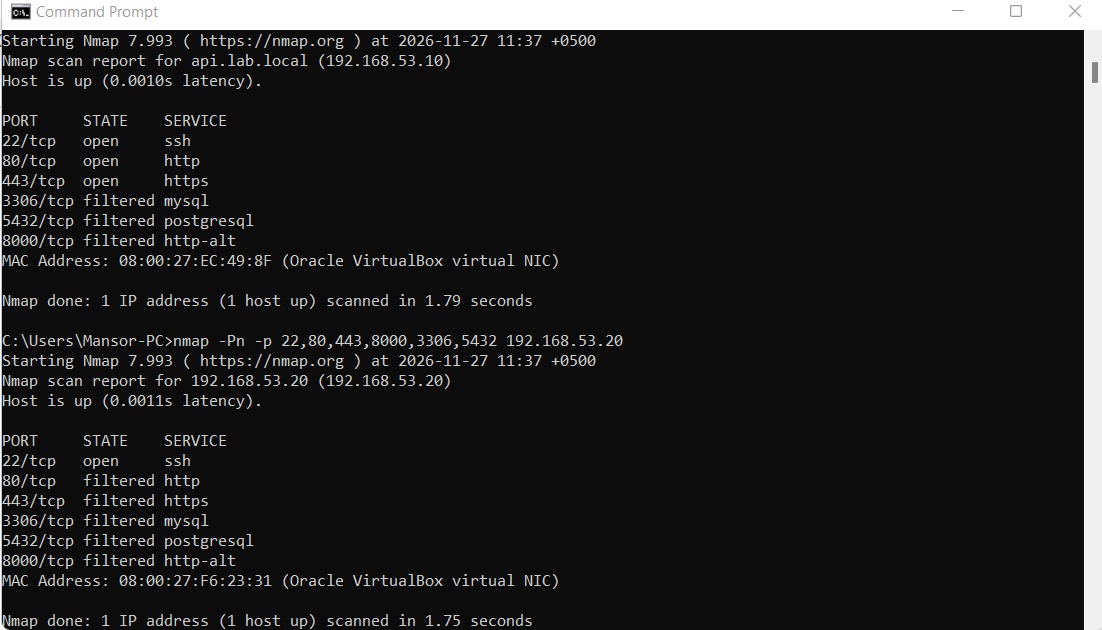 Command Prompt
Starting Nmap 7.993 ( https://nmap.org ) at 2026-11-27 11:37 +0500
Nmap scan report for api.lab.local (192.168.53.10)
Host is up (0.0010s latency).
PORT     STATE    SERVICE
22/tcp   open     ssh
80/tcp   open     http
443/tcp  open     https
3306/tcp filtered mysql
5432/tcp filtered postgresql
8000/tcp filtered http-alt
MAC Address: 08:00:27:EC:49:8F (Oracle VirtualBox virtual NIC)
Nmap done: 1 IP address (1 host up) scanned in 1.79 seconds
C:\Users\Mansor-PC>nmap -Pn -p 22,80,443,8000,3306,5432 192.168.53.20
Starting Nmap 7.993 ( https://nmap.org ) at 2026-11-27 11:37 +0500
Nmap scan report for 192.168.53.20 (192.168.53.20)
Host is up (0.0011s latency).
PORT     STATE    SERVICE
22/tcp   open     ssh
80/tcp   filtered http
443/tcp  filtered https
3306/tcp filtered mysql
5432/tcp filtered postgresql
8000/tcp filtered http-alt
MAC Address: 08:00:27:F6:23:31 (Oracle VirtualBox virtual NIC)
Nmap done: 1 IP address (1 host up) scanned in 1.75 seconds